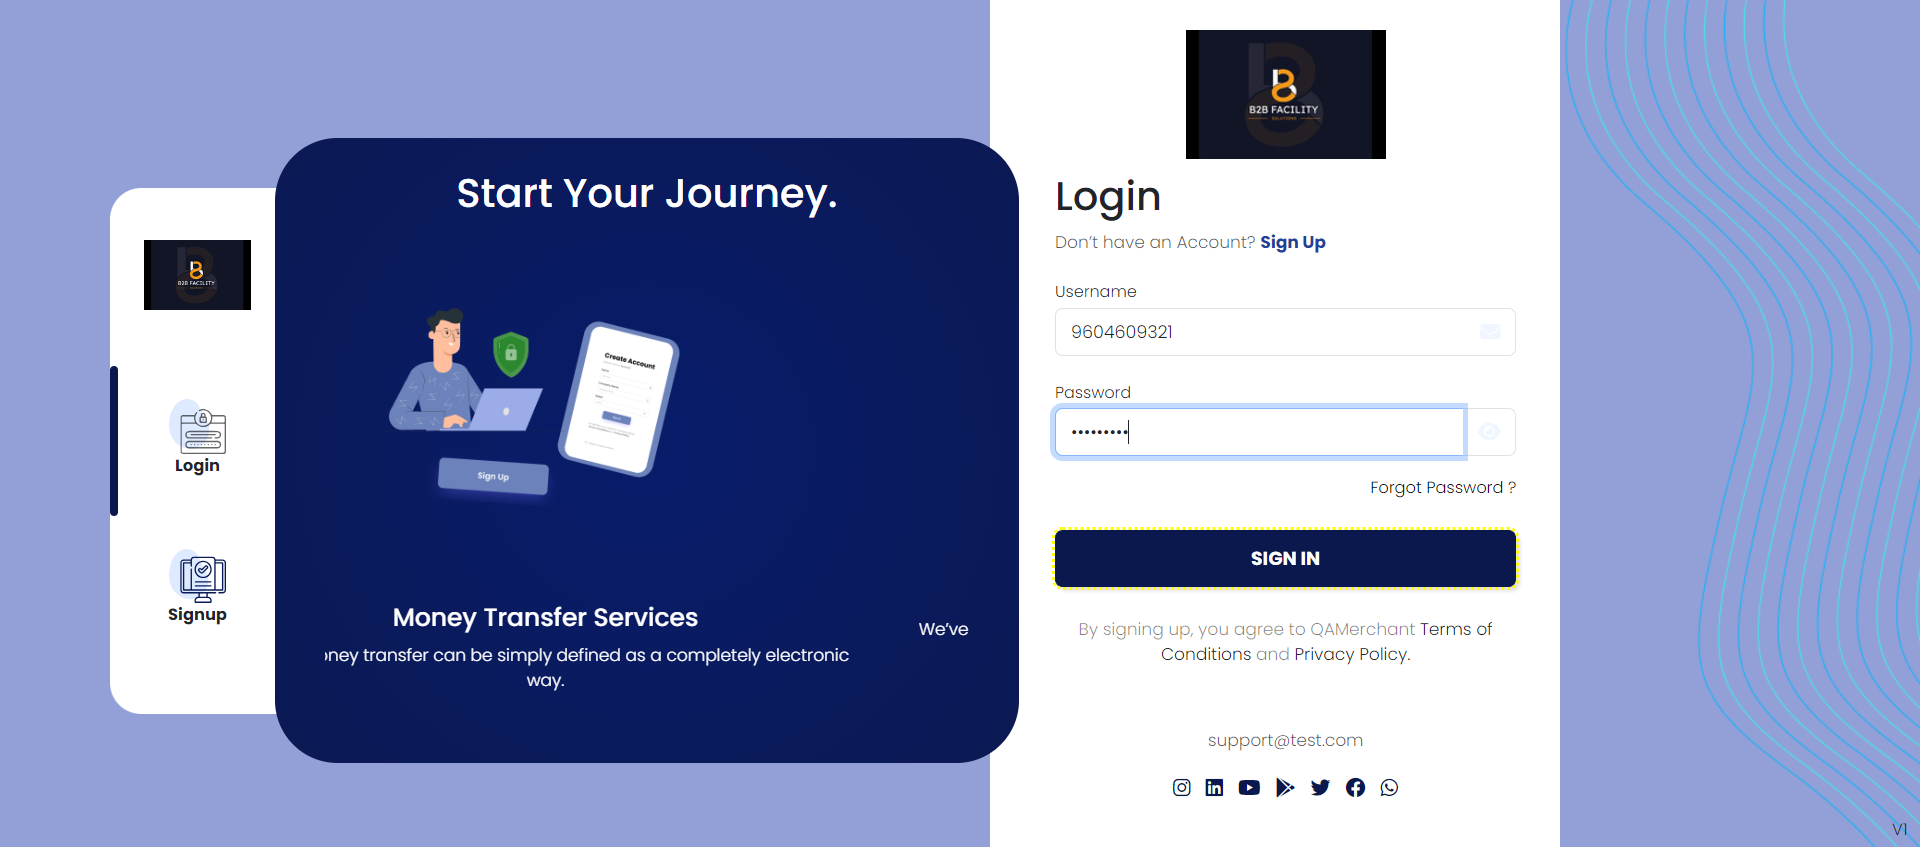 B2B FACILITY
Login
Signup
Start Your Journey.
Create Account
Sign Up
Money Transfer Services
oney transfer can be simply defined as a completely electronic
way.
We've
B2B FACILITY
SOLUTIONS
Login
Don't have an Account? Sign Up
Username
9604609321
Password
•••••••••
Forgot Password ?
SIGN IN
By signing up, you agree to QAMerchant Terms of
Conditions and Privacy Policy.
support@test.com
V1